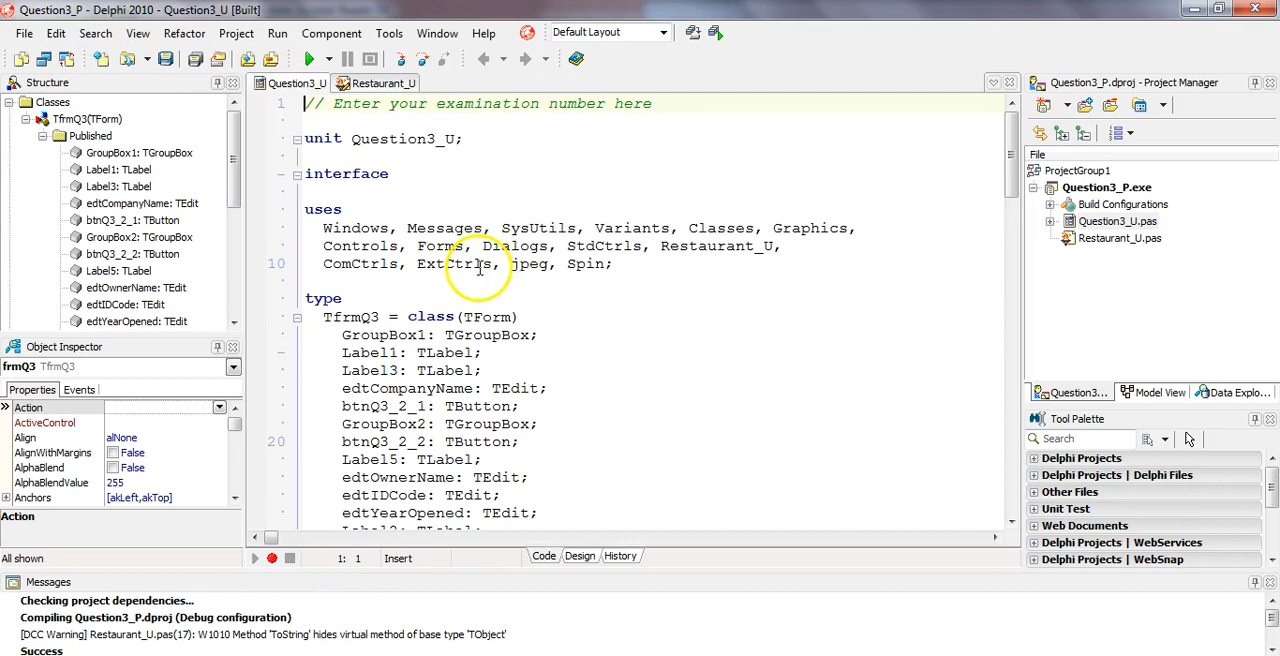 Question3_P - Delphi 2010 - Question3_U [Built]
File Edit Search View Refactor Project Run Component Tools Window Help Default Layout
Structure
Classes
TfrmQ3(TForm)
Published
GroupBox1: TGroupBox
Label1: TLabel
Label3: TLabel
edtCompanyName: TEdit
btnQ3_2_1: TButton
GroupBox2: TGroupBox
btnQ3_2_2: TButton
Label5: TLabel
edtOwnerName: TEdit
edtIDCode: TEdit
edtYearOpened: TEdit
Object Inspector
frmQ3 TfrmQ3
Properties Events
Action
ActiveControl
Align alNone
AlignWithMargins False
AlphaBlend False
AlphaBlendValue 255
Anchors [akLeft,akTop]
Action
All shown
Question3_U Restaurant_U
1 // Enter your examination number here
unit Question3_U;
interface
uses
Windows, Messages, SysUtils, Variants, Classes, Graphics,
Controls, Forms, Dialogs, StdCtrls, Restaurant_U,
10 ComCtrls, ExtCtrls, jpeg, Spin;
type
TfrmQ3 = class(TForm)
GroupBox1: TGroupBox;
Label1: TLabel;
Label3: TLabel;
edtCompanyName: TEdit;
btnQ3_2_1: TButton;
GroupBox2: TGroupBox;
20 btnQ3_2_2: TButton;
Label5: TLabel;
edtOwnerName: TEdit;
edtIDCode: TEdit;
edtYearOpened: TEdit;
1: 1 Insert Code Design History
Question3_P.dproj - Project Manager
File
ProjectGroup1
Question3_P.exe
Build Configurations
Question3_U.pas
Restaurant_U.pas
Question3... Model View Data Explo...
Tool Palette
Search
Delphi Projects
Delphi Projects | Delphi Files
Other Files
Unit Test
Web Documents
Delphi Projects | WebServices
Delphi Projects | WebSnap
Messages
Checking project dependencies...
Compiling Question3_P.dproj (Debug configuration)
[DCC Warning] Restaurant_U.pas(17): W1010 Method 'ToString' hides virtual method of base type 'TObject'
Success